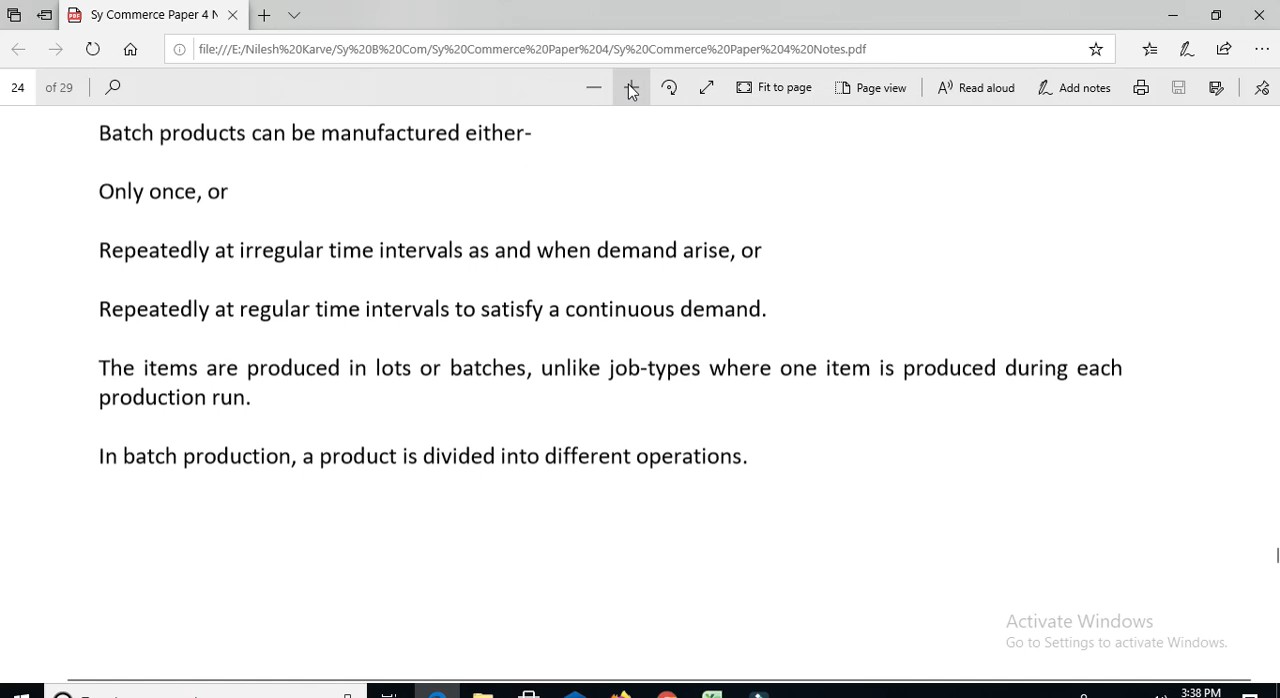 Sy Commerce Paper 4 N
file:///E:/Nilesh%20Karve/Sy%20B%20Com/Sy%20Commerce%20Paper%204/Sy%20Commerce%20Paper%204%20Notes.pdf
24 of 29 Fit to page Page view Read aloud Add notes
Batch products can be manufactured either-
Only once, or
Repeatedly at irregular time intervals as and when demand arise, or
Repeatedly at regular time intervals to satisfy a continuous demand.
The items are produced in lots or batches, unlike job-types where one item is produced during each
production run.
In batch production, a product is divided into different operations.
Activate Windows
Go to Settings to activate Windows.
3:38 PM